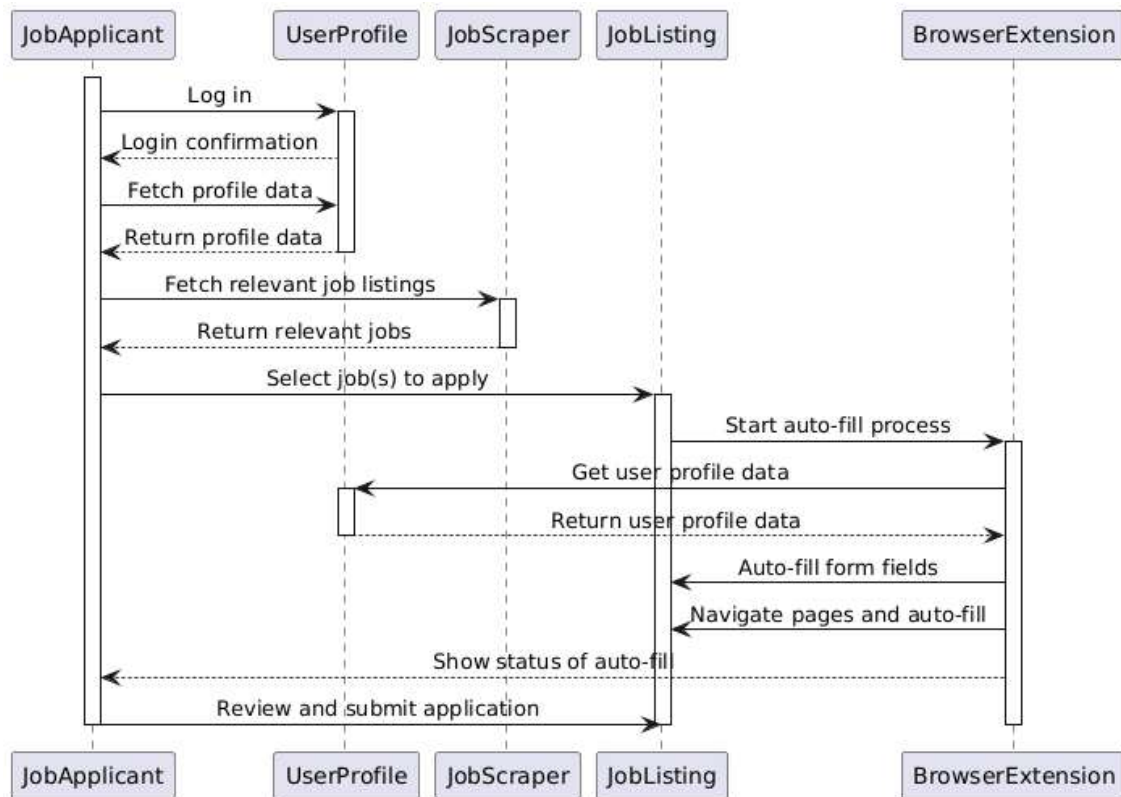 JobApplicant UserProfile JobScraper JobListing BrowserExtension
Log in
Login confirmation
Fetch profile data
Return profile data
Fetch relevant job listings
Return relevant jobs
Select job(s) to apply
Start auto-fill process
Get user profile data
Return user profile data
Auto-fill form fields
Navigate pages and auto-fill
Show status of auto-fill
Review and submit application
JobApplicant UserProfile JobScraper JobListing BrowserExtension